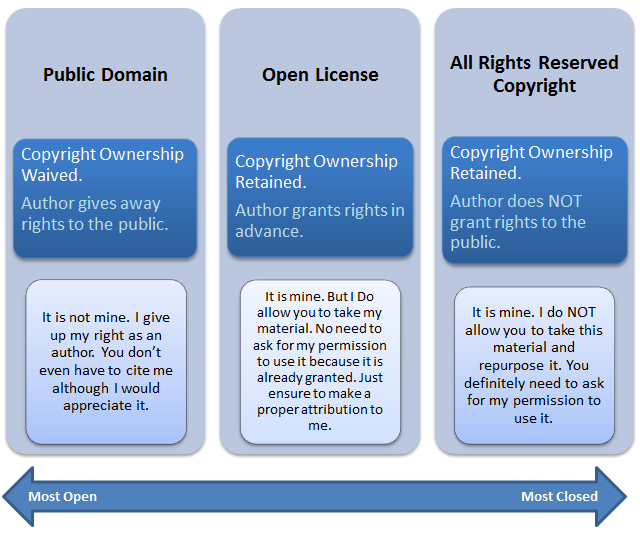 Public Domain
Copyright Ownership
Waived.
Author gives away
rights to the public.
It is not mine. I give
up my right as an
author. You don’t
even have to cite me
although I would
appreciate it.
Open License
Copyright Ownership
Retained.
Author grants rights in
advance.
It is mine. But I Do
allow you to take my
material. No need to
ask for my permission
to use it because it is
already granted. Just
ensure to make a
proper attribution to
me.
All Rights Reserved
Copyright
Copyright Ownership
Retained.
Author does NOT
grant rights to the
public.
It is mine. I do NOT
allow you to take this
material and
repurpose it. You
definitely need to ask
for my permission to
use it.
Most Open
Most Closed